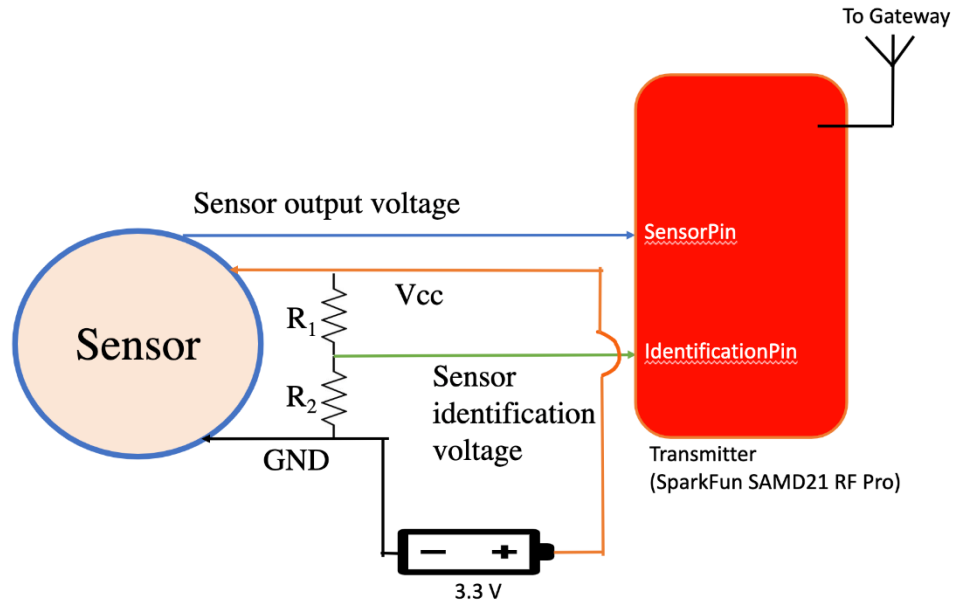 To Gateway
Sensor output voltage
SensorPin
Vcc
R1
Sensor
IdentificationPin
R2
Sensor
identification
voltage
GND
Transmitter
(SparkFun SAMD21 RF Pro)
− +
3.3 V